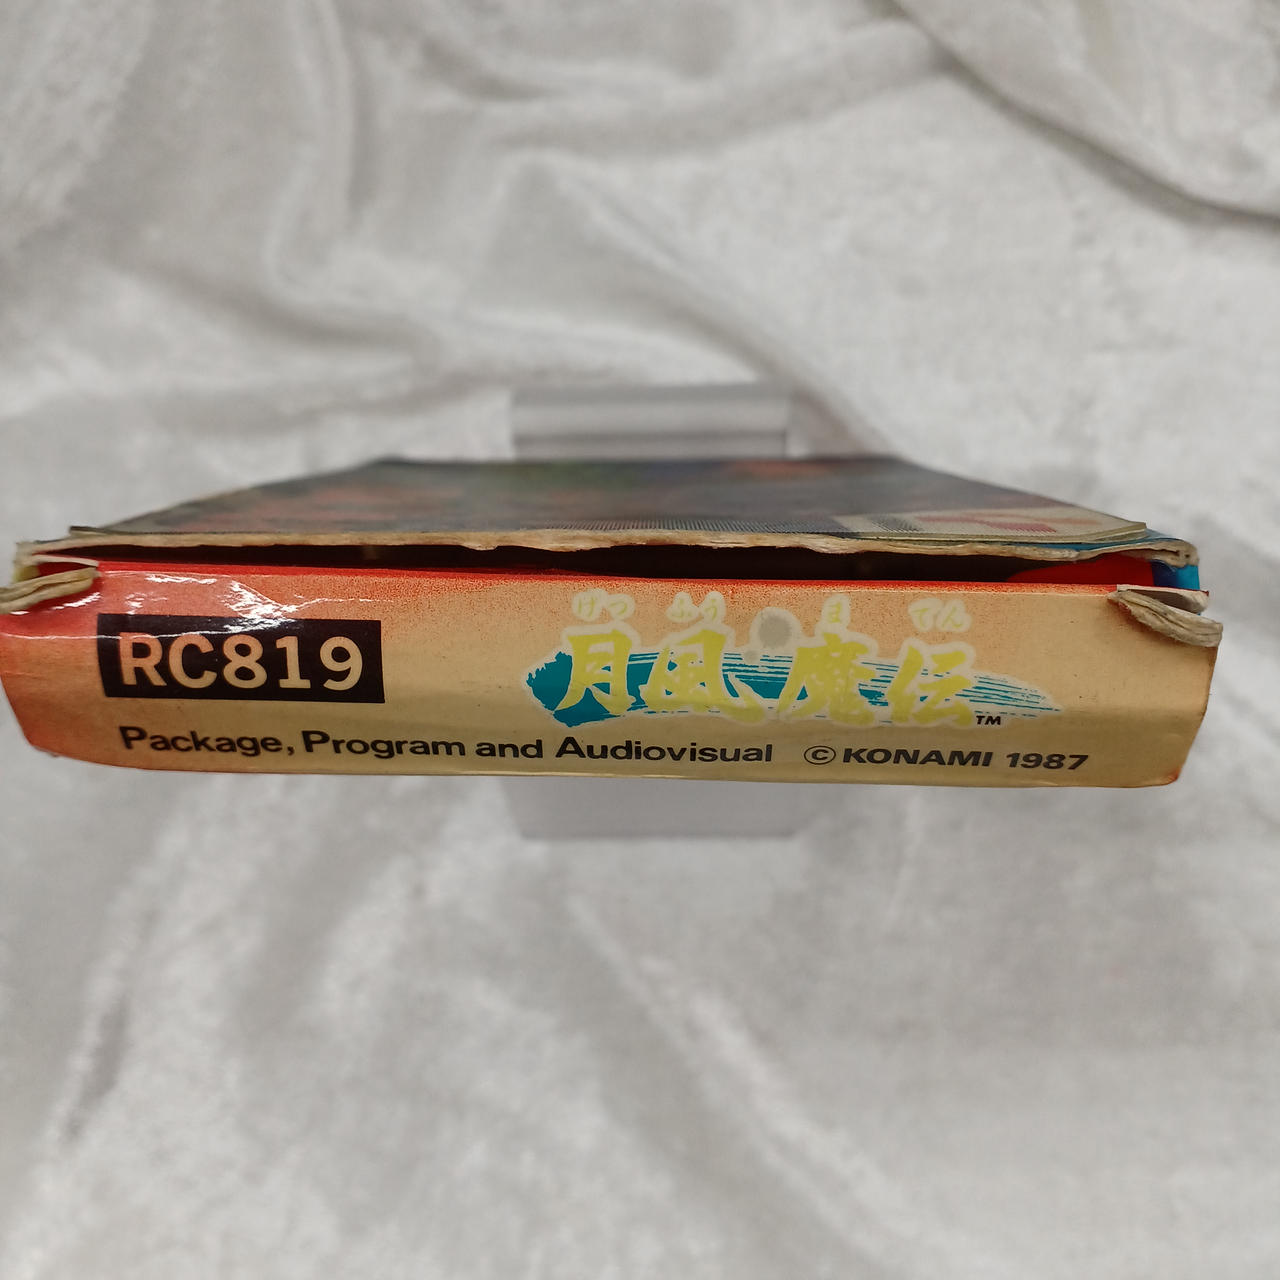 RC819
げつ ふう ま でん
月風魔伝™
Package, Program and Audiovisual © KONAMI 1987